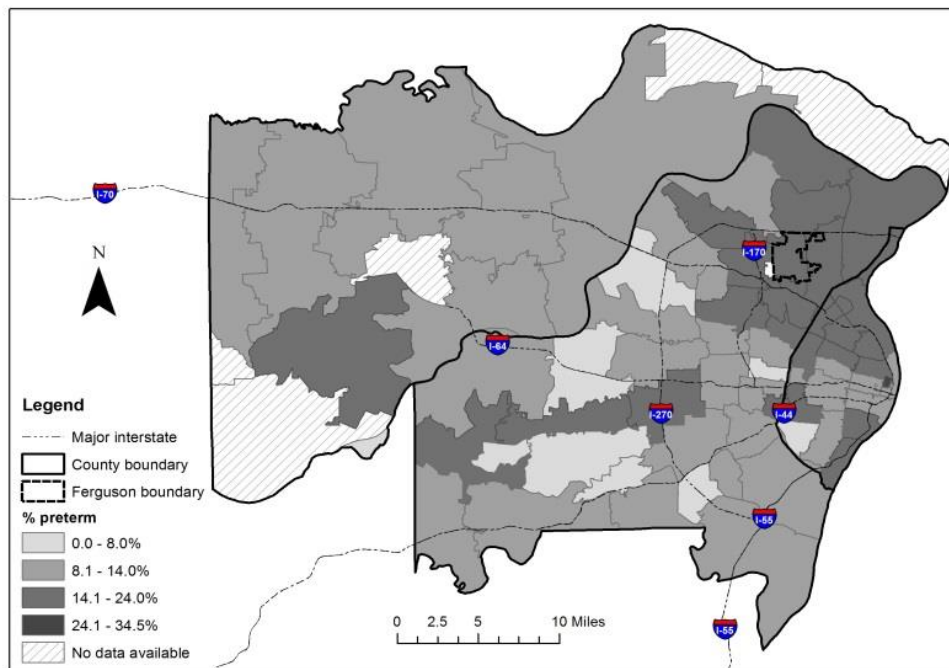 I-70
I-170
N
I-64
I-270
I-44
I-55
I-55
Legend
Major interstate
County boundary
Ferguson boundary
% preterm
0.0 - 8.0%
8.1 - 14.0%
14.1 - 24.0%
24.1 - 34.5%
No data available
0 2.5 5 10 Miles